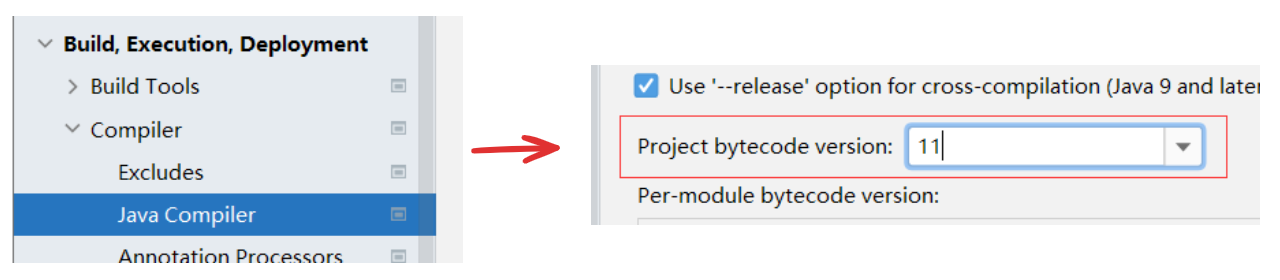 Build, Execution, Deployment
Build Tools
Compiler
Excludes
Java Compiler
Annotation Processors
Use '--release' option for cross-compilation (Java 9 and later
Project bytecode version: 11
Per-module bytecode version: